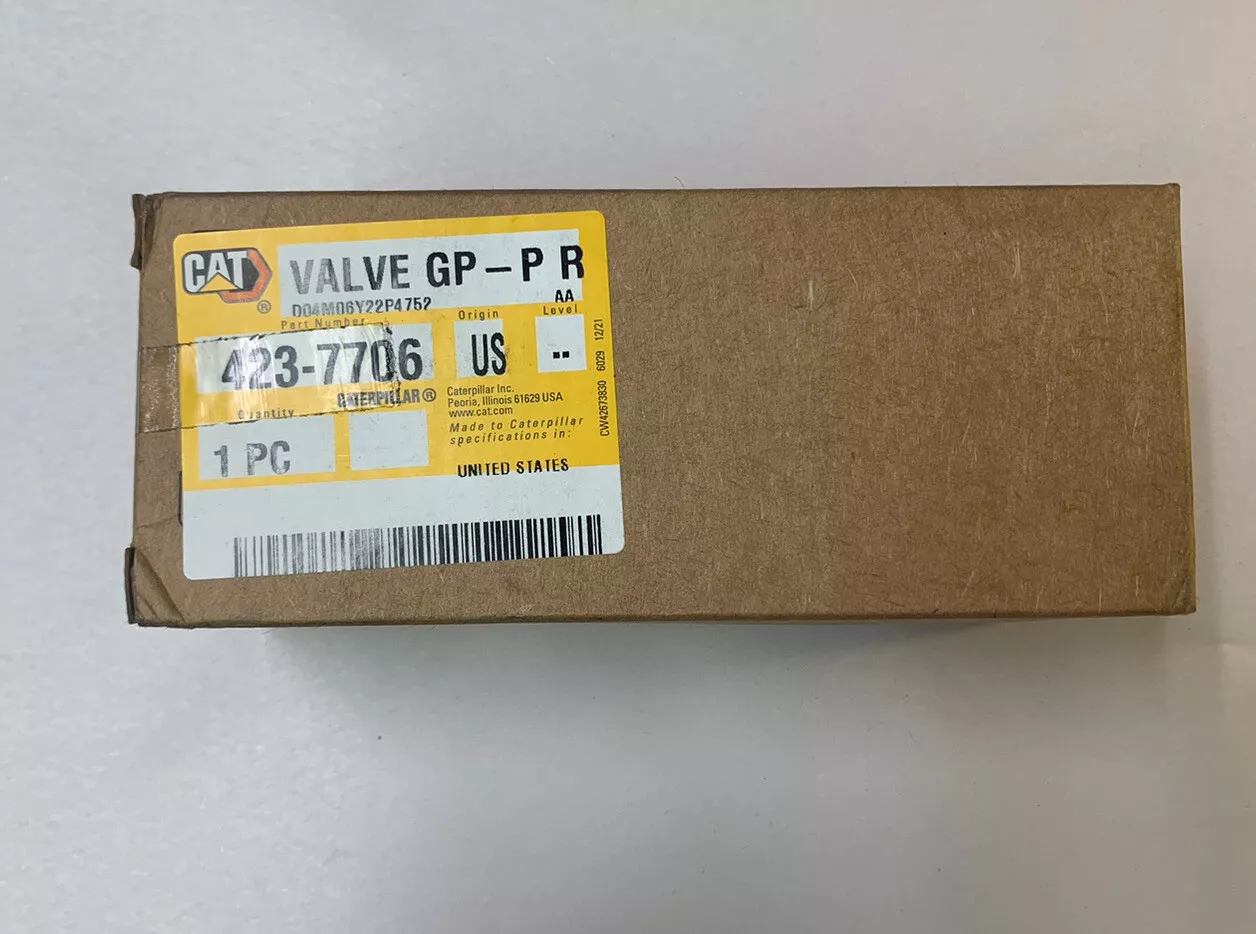 CAT®
VALVE GP-P R
D04M06Y22P4752
AA
Part Number
Origin
Level
423-7706
US
--
CATERPILLAR®
Caterpillar Inc.
Peoria, Illinois 61629 USA
www.cat.com
Quantity
1 PC
Made to Caterpillar
specifications in:
UNITED STATES
CW42673830 6029 12/21